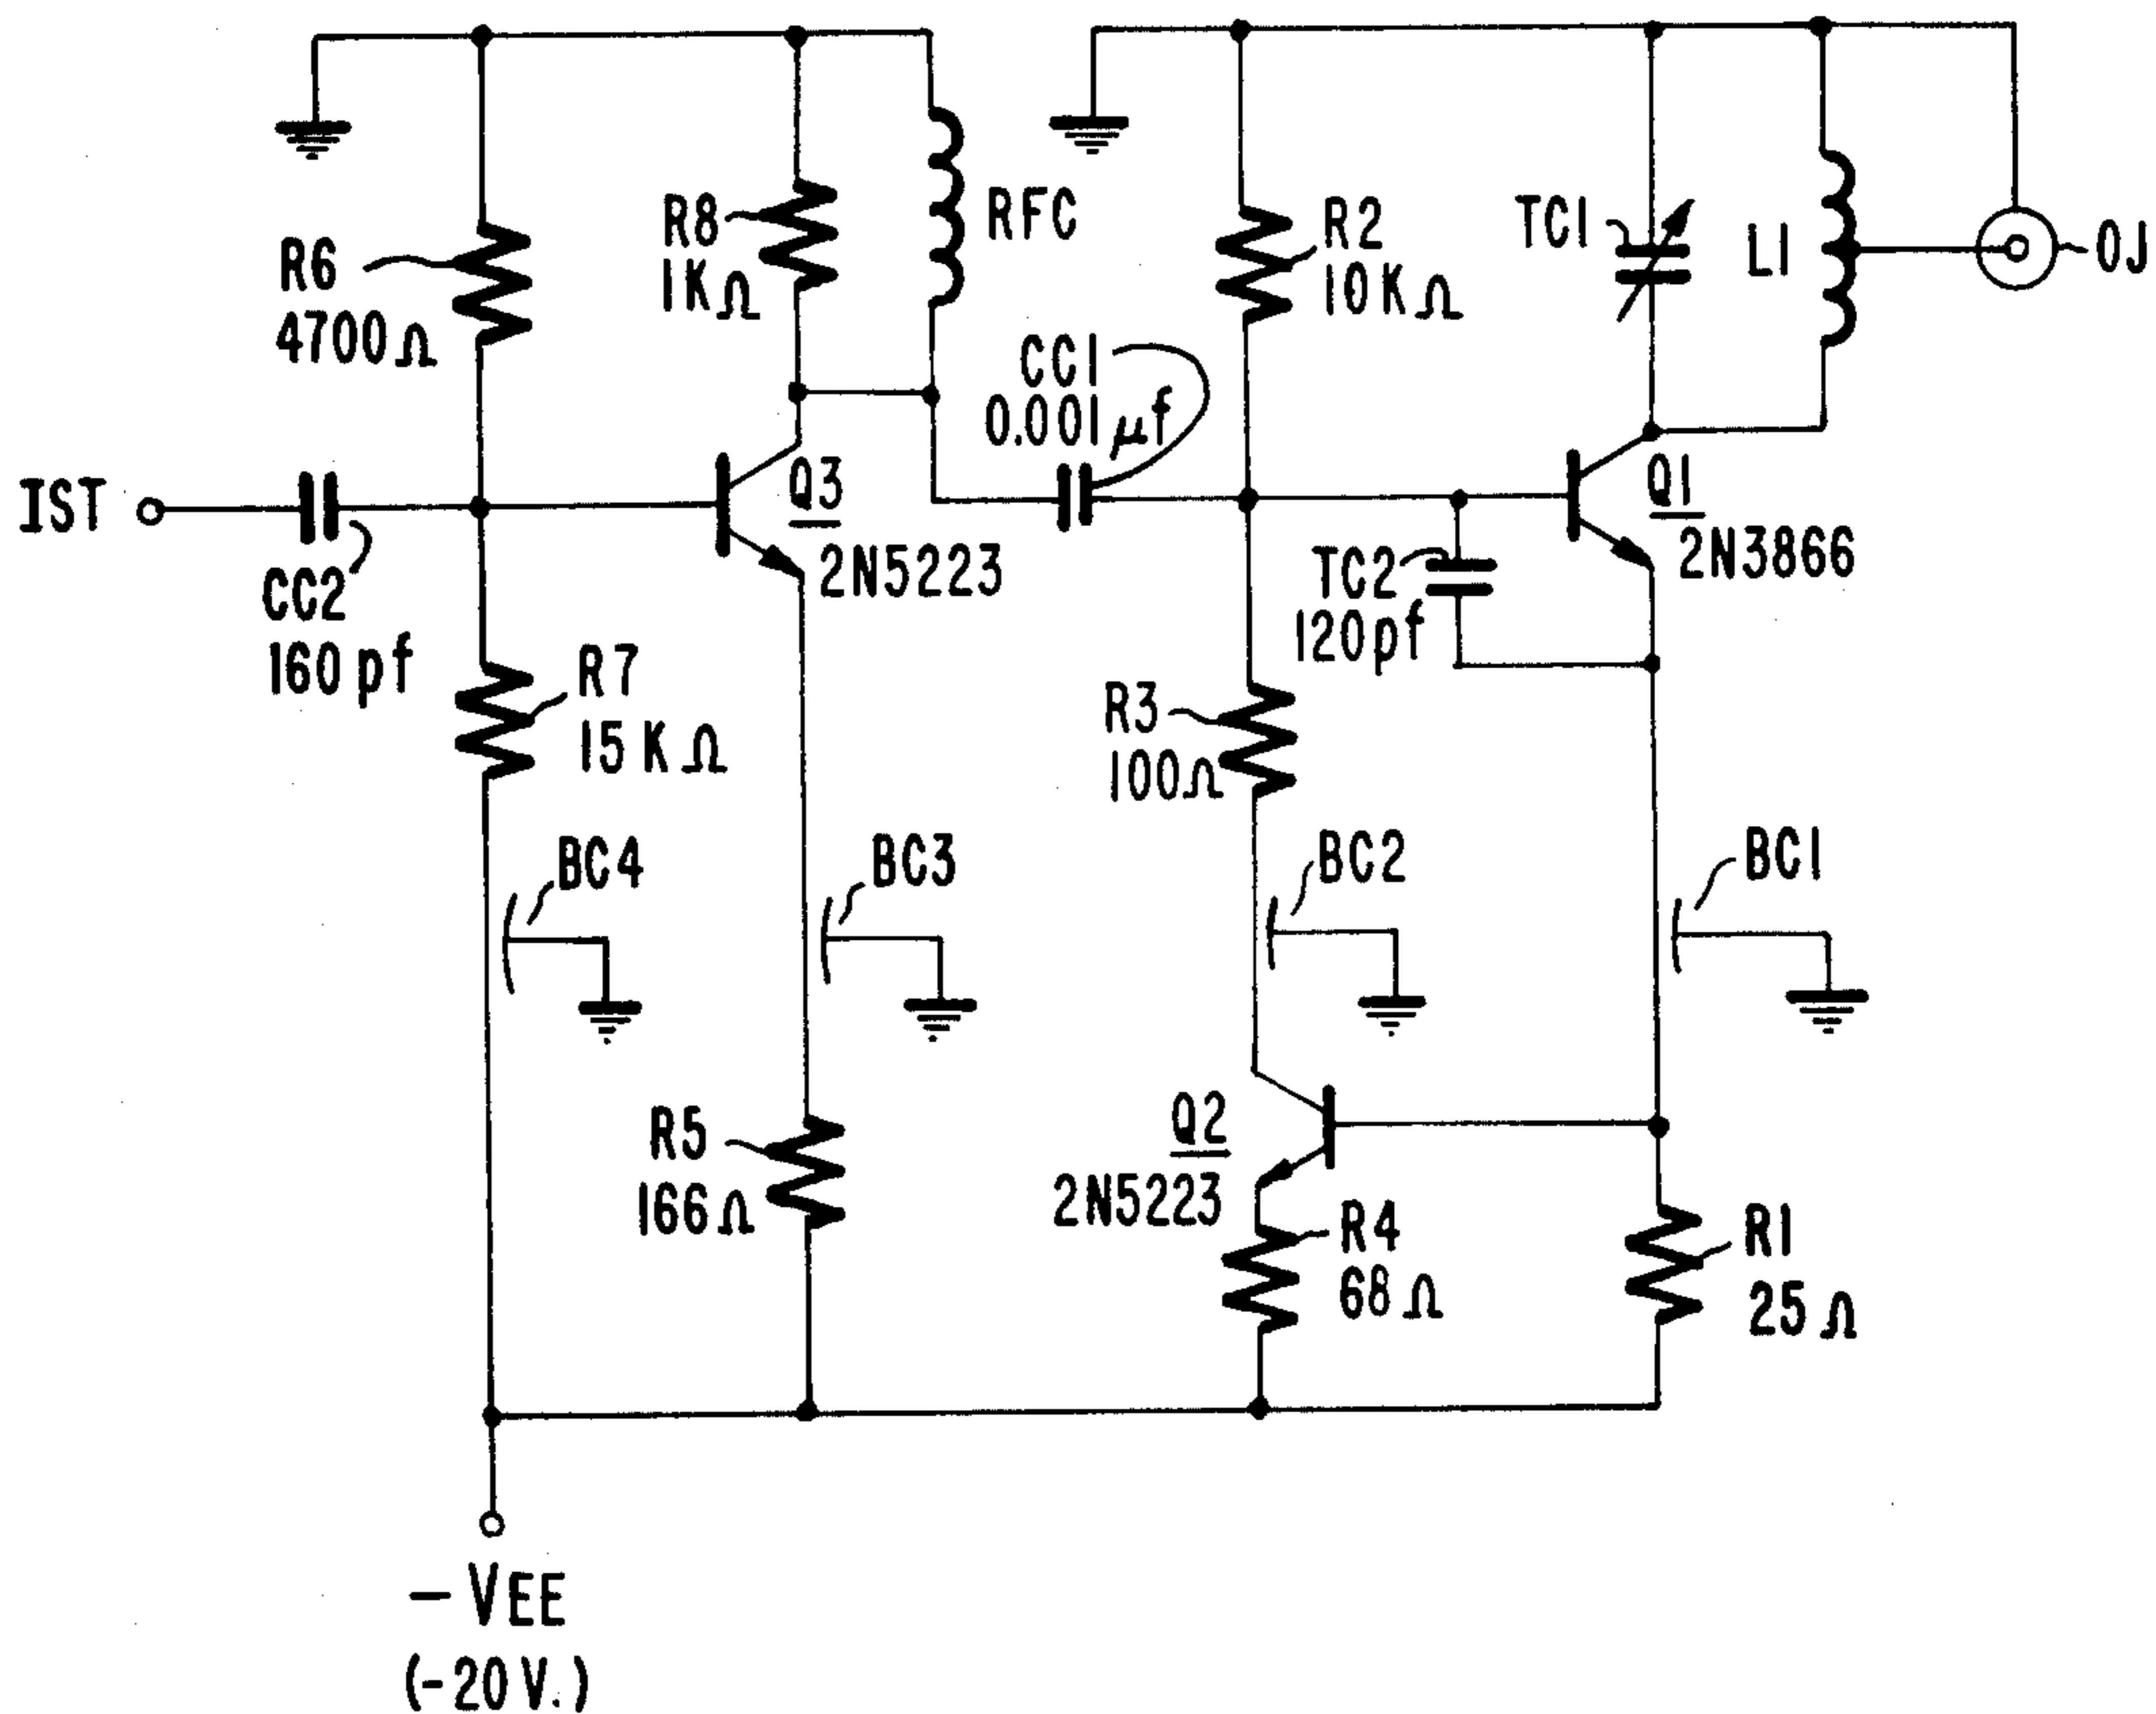 R6
4700Ω
R8
1KΩ
RFC
R2
10KΩ
TC1
L1
OJ
CC1
0.001μf
IST
CC2
160pf
Q3
2N5223
Q1
2N3866
TC2
120pf
R7
15KΩ
R3
100Ω
BC4
BC3
BC2
BC1
R5
166Ω
Q2
2N5223
R4
68Ω
R1
25Ω
-VEE
(-20V.)